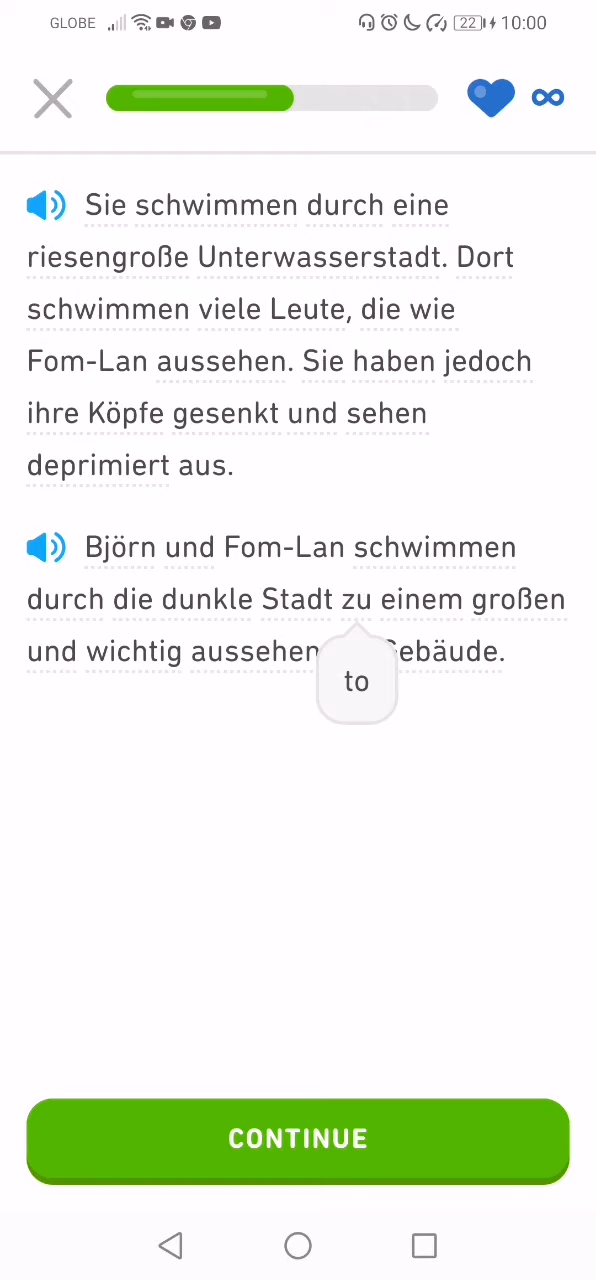 GLOBE 22 10:00
Sie schwimmen durch eine
riesengroße Unterwasserstadt. Dort
schwimmen viele Leute, die wie
Fom-Lan aussehen. Sie haben jedoch
ihre Köpfe gesenkt und sehen
deprimiert aus.
Björn und Fom-Lan schwimmen
durch die dunkle Stadt zu einem großen
und wichtig aussehen ebäude.
to
CONTINUE